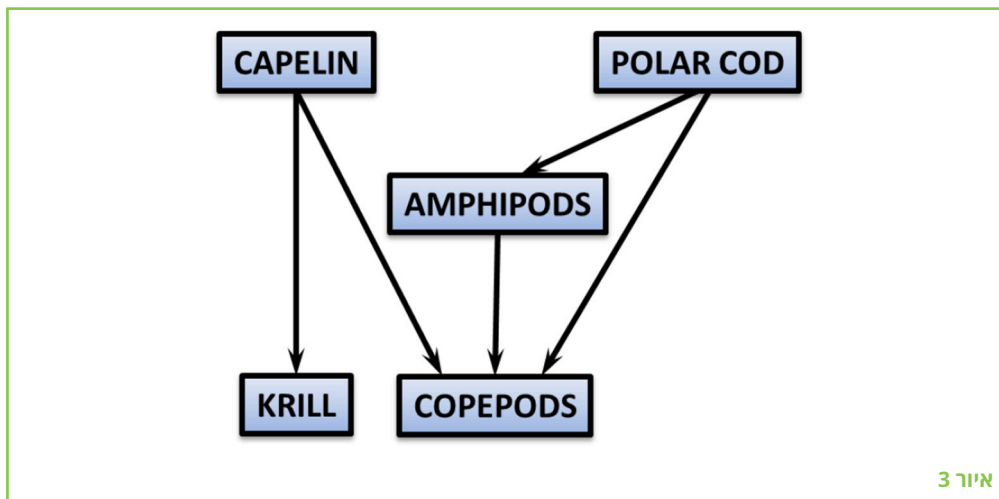 CAPELIN
POLAR COD
AMPHIPODS
KRILL
COPEPODS
איור 3